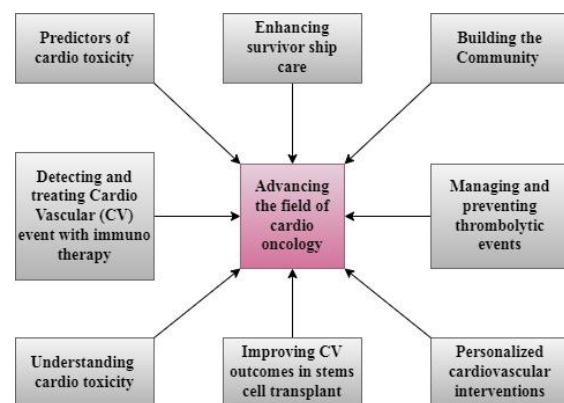 Predictors of
cardio toxicity
Enhancing
survivor ship
care
Building the
Community
Detecting and
treating Cardio
Vascular (CV)
event with immuno
therapy
Advancing
the field of
cardio
oncology
Managing and
preventing
thrombolytic
events
Understanding
cardio toxicity
Improving CV
outcomes in stems
cell transplant
Personalized
cardiovascular
interventions